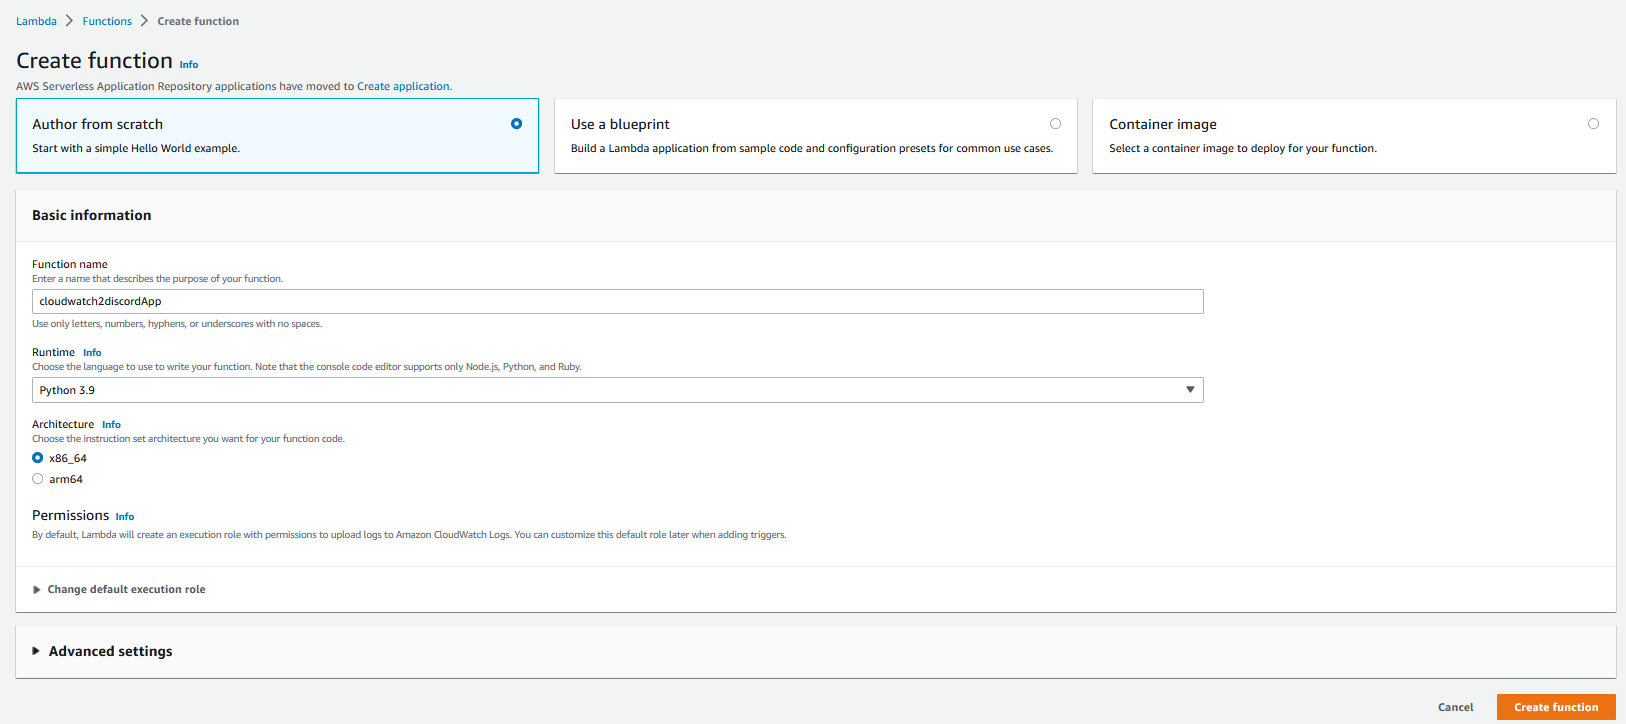 Lambda > Functions > Create function
Create function Info
AWS Serverless Application Repository applications have moved to Create application.
Author from scratch
Start with a simple Hello World example.
Use a blueprint
Build a Lambda application from sample code and configuration presets for common use cases.
Container image
Select a container image to deploy for your function.
Basic information
Function name
Enter a name that describes the purpose of your function.
cloudwatch2discordApp
Use only letters, numbers, hyphens, or underscores with no spaces.
Runtime Info
Choose the language to use to write your function. Note that the console code editor supports only Node.js, Python, and Ruby.
Python 3.9
Architecture Info
Choose the instruction set architecture you want for your function code.
x86_64
arm64
Permissions Info
By default, Lambda will create an execution role with permissions to upload logs to Amazon CloudWatch Logs. You can customize this default role later when adding triggers.
Change default execution role
Advanced settings
Cancel Create function